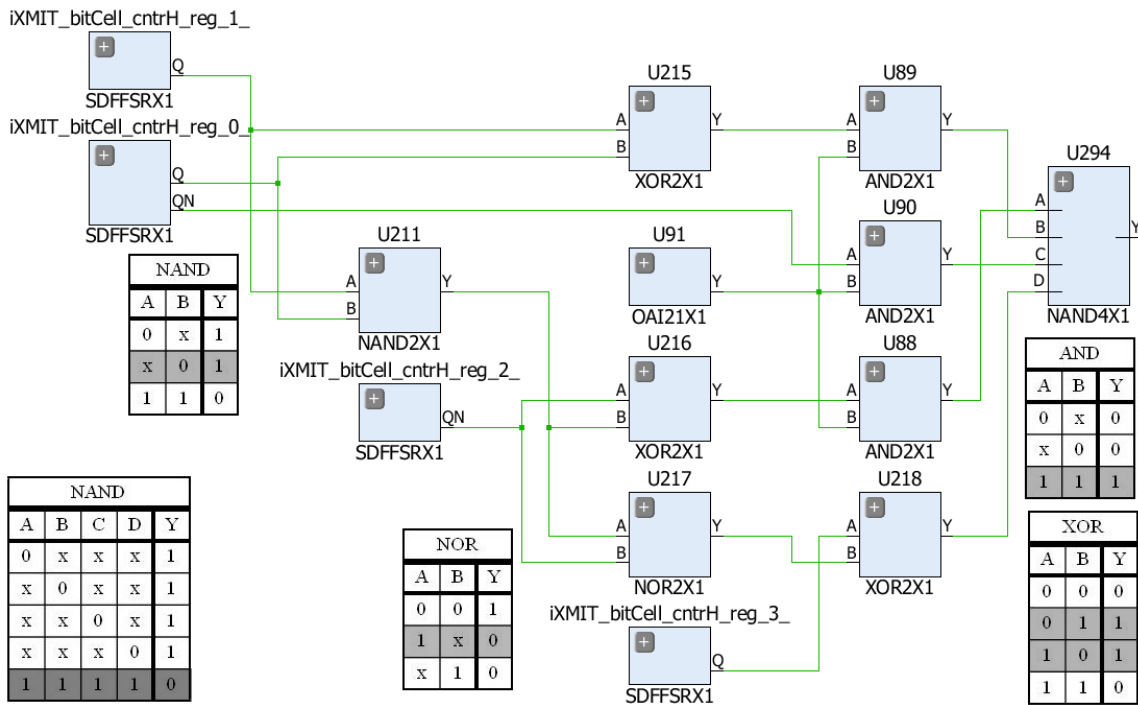 iXMIT_bitCell_cntrH_reg_1_
Q
SDFFSRX1
iXMIT_bitCell_cntrH_reg_0_
Q
QN
SDFFSRX1
U215
A
B
Y
XOR2X1
U89
A
B
Y
AND2X1
U294
A
B
C
D
Y
NAND4X1
U211
A
B
Y
NAND2X1
U91
Y
OAI21X1
U90
A
B
Y
AND2X1
NAND
A B Y
0 x 1
x 0 1
1 1 0
iXMIT_bitCell_cntrH_reg_2_
QN
SDFFSRX1
U216
A
B
Y
XOR2X1
U88
A
B
Y
AND2X1
AND
A B Y
0 x 0
x 0 0
1 1 1
NAND
A B C D Y
0 x x x 1
x 0 x x 1
x x 0 x 1
x x x 0 1
1 1 1 1 0
NOR
A B Y
0 0 1
1 x 0
x 1 0
U217
A
B
Y
NOR2X1
U218
A
B
Y
XOR2X1
iXMIT_bitCell_cntrH_reg_3_
Q
SDFFSRX1
XOR
A B Y
0 0 0
0 1 1
1 0 1
1 1 0